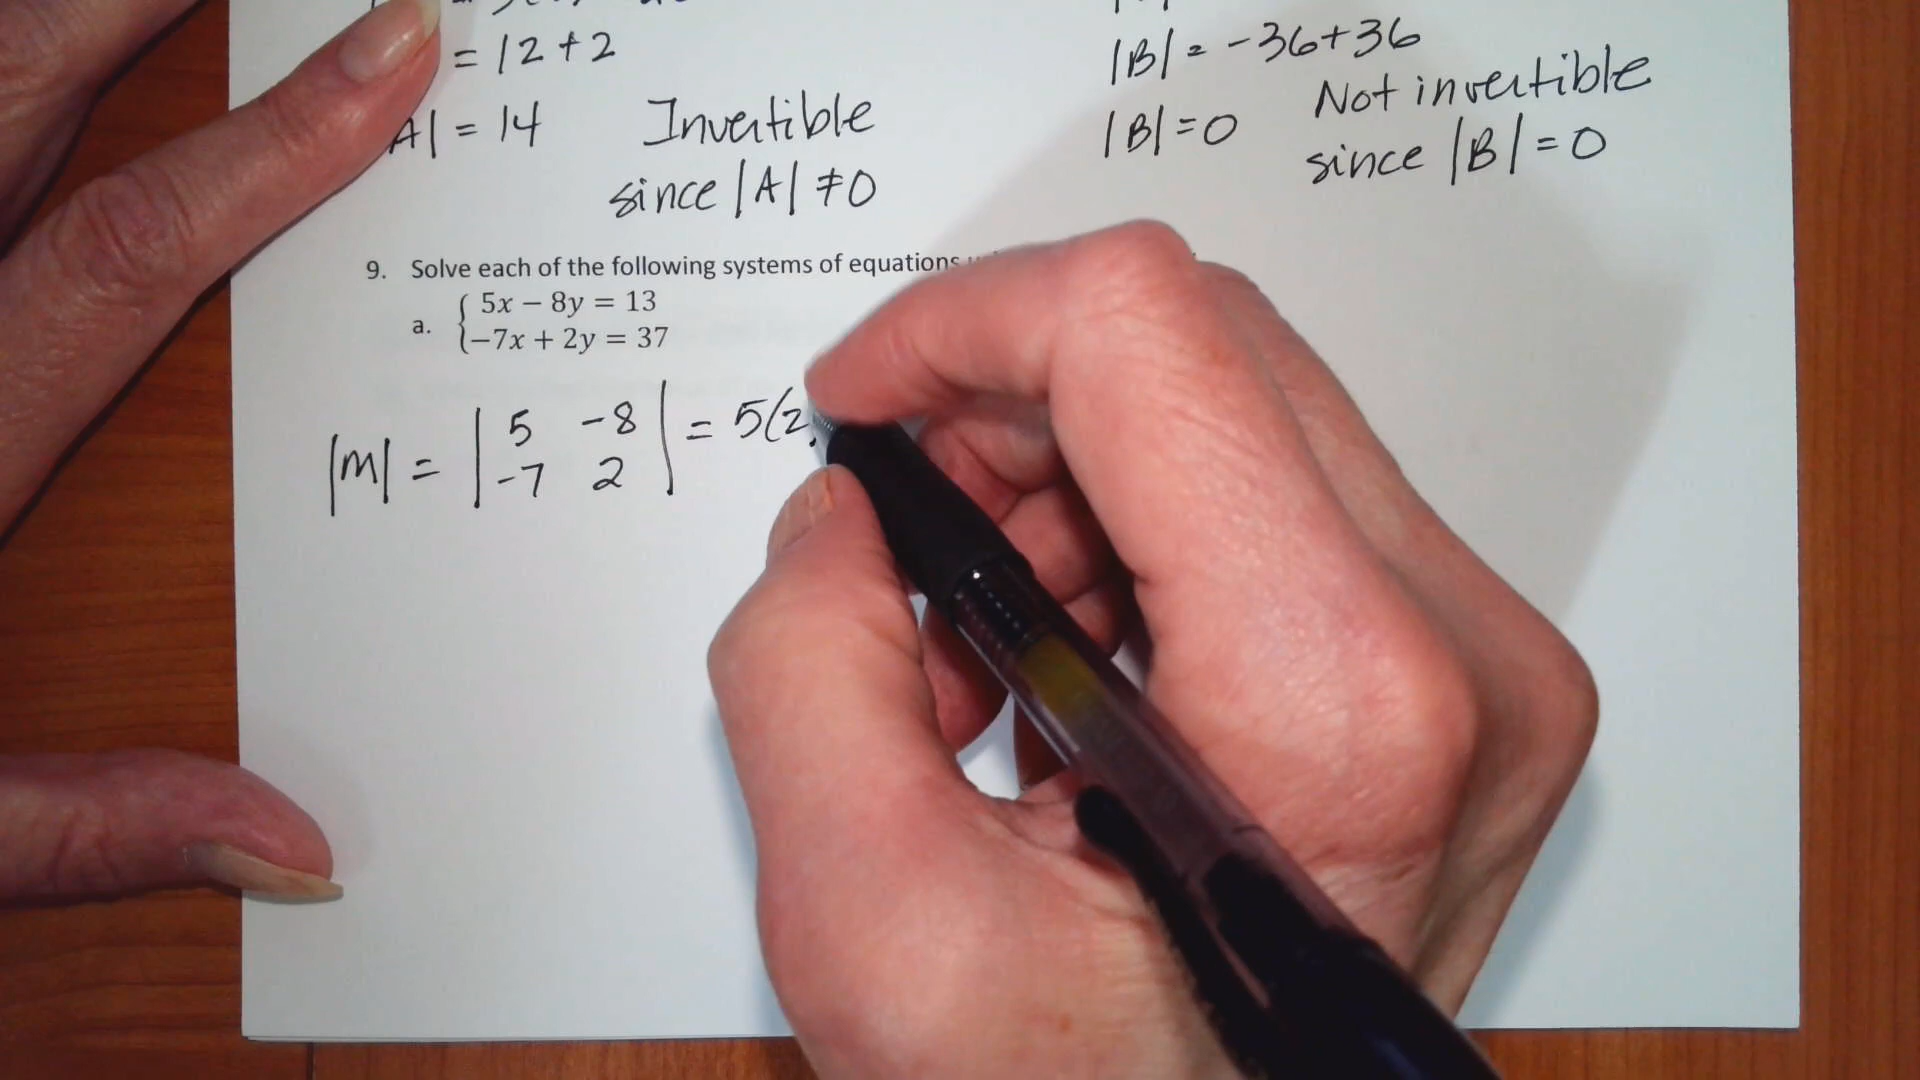 = 12 + 2
A| = 14
Invertible
since |A| ≠ 0
|B| = -36+36
|B| = 0
Not invertible
since |B| = 0
9. Solve each of the following systems of equations
a. { 5x − 8y = 13
−7x + 2y = 37
|M| = | 5 -8 | = 5(2
| -7 2 |